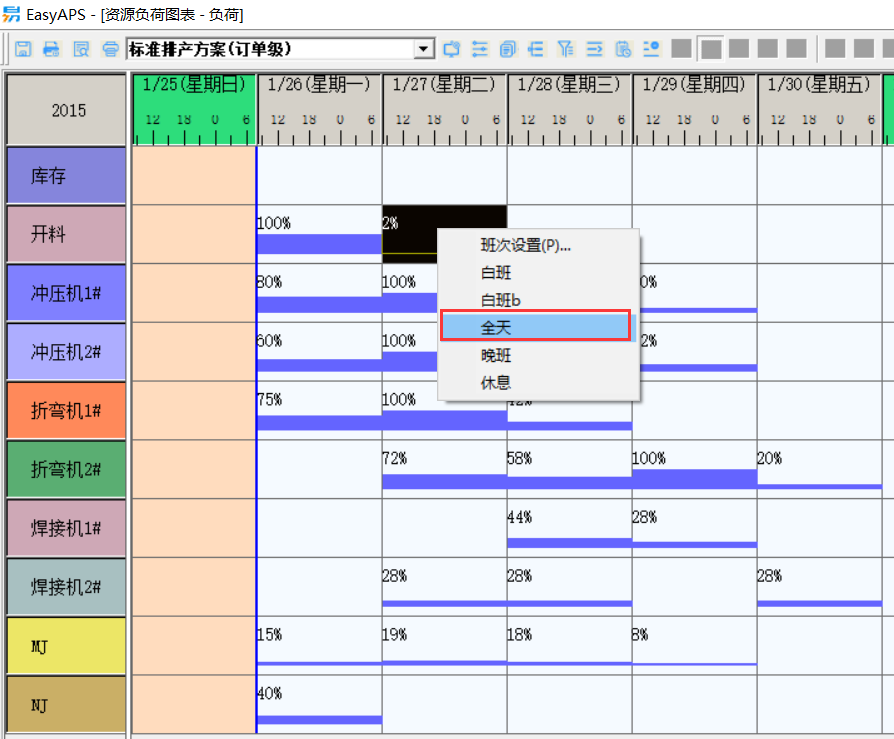 EasyAPS - [资源负荷图表 - 负荷]
标准排产方案(订单级)
2015 1/25(星期日) 1/26(星期一) 1/27(星期二) 1/28(星期三) 1/29(星期四) 1/30(星期五)
12 18 0 6 12 18 0 6 12 18 0 6 12 18 0 6 12 18 0 6 12 18 0 6
库存
开料 100% 2%
班次设置(P)...
白班
白班b
全天
晚班
休息
冲压机1# 80% 100%
冲压机2# 60% 100%
折弯机1# 75% 100%
折弯机2# 72% 58% 100% 20%
焊接机1# 44% 28%
焊接机2# 28% 28% 28%
MJ 15% 19% 18% 8%
NJ 40%